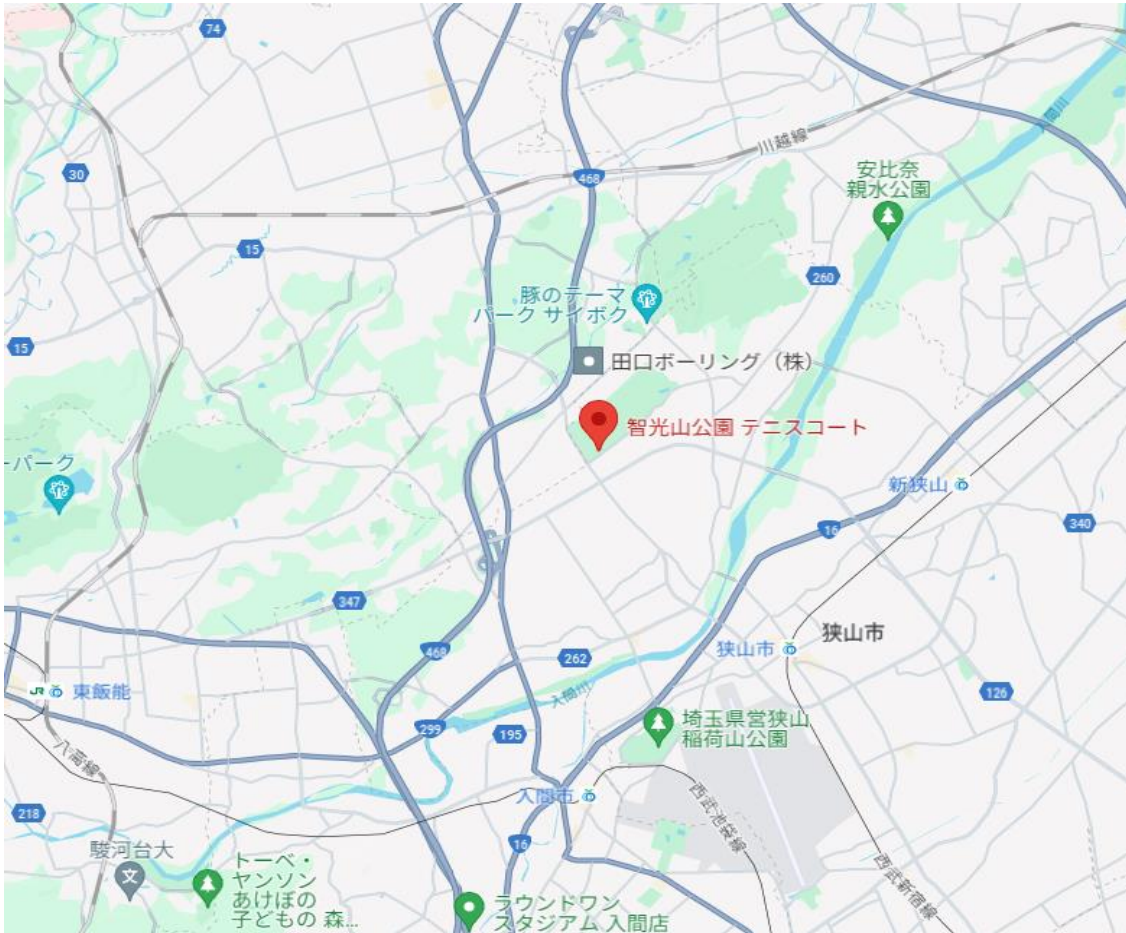 74
川越線
入間川
30
468
安比奈
親水公園
15
260
豚のテーマ
パーク サイボク
15
田口ボーリング(株)
智光山公園 テニスコート
ーパーク
新狭山
16
340
347
狭山市
468
262
狭山市
JR 東飯能
入間川
126
299
195
埼玉県営狭山
稲荷山公園
八高線
入間市
218
16
西武池袋線
駿河台大
文
トーベ・
ヤンソン
あけぼの
子どもの 森...
西武新宿線
ラウンドワン
スタジアム 入間店